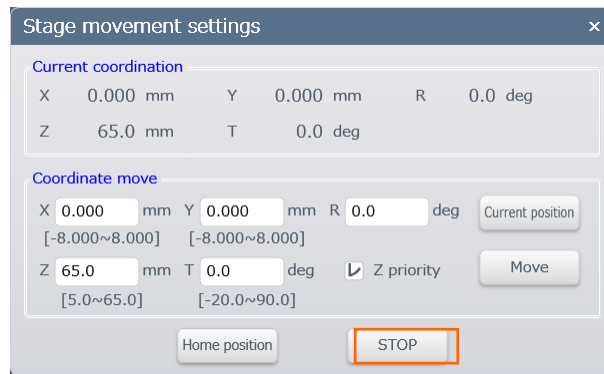 Stage movement settings ×
Current coordination
X 0.000 mm Y 0.000 mm R 0.0 deg
Z 65.0 mm T 0.0 deg
Coordinate move
X 0.000 mm Y 0.000 mm R 0.0 deg Current position
[-8.000~8.000] [-8.000~8.000]
Z 65.0 mm T 0.0 deg Z priority Move
[5.0~65.0] [-20.0~90.0]
Home position STOP